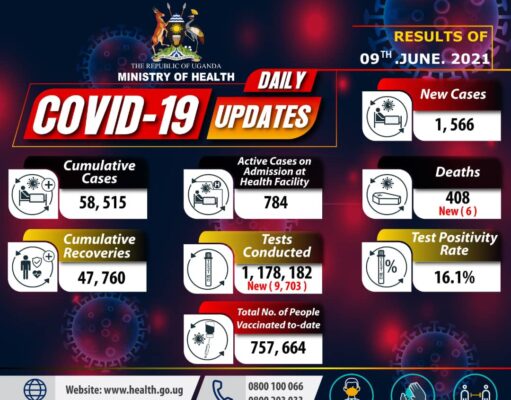 THE REPUBLIC OF UGANDA
MINISTRY OF HEALTH
RESULTS OF
09TH .JUNE. 2021
COVID-19
DAILY
UPDATES
New Cases
1, 566
Cumulative
Cases
58, 515
Active Cases on
Admission at
Health Facility
784
Deaths
408
New ( 6 )
Cumulative
Recoveries
47, 760
Tests
Conducted
1, 178, 182
New ( 9, 703 )
Test Positivity
Rate
%
16.1%
Total No. of People
Vaccinated to-date
757, 664
Website: www.health.go.ug
0800 100 066